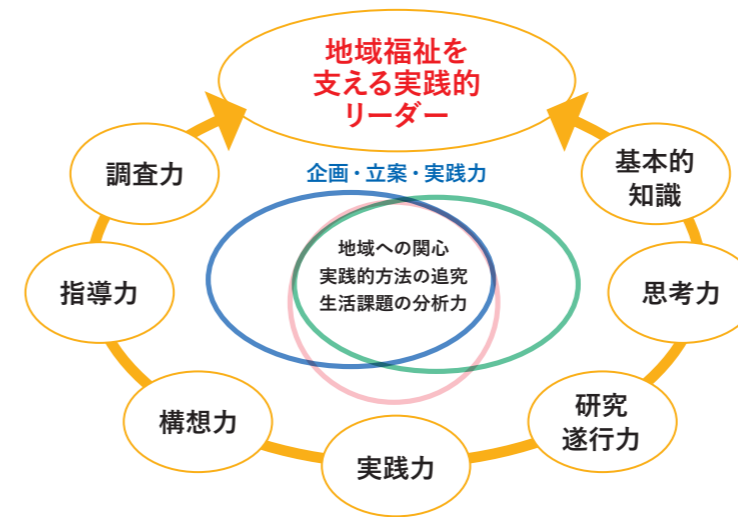 地域福祉を
支える実践的
リーダー
企画・立案・実践力
地域への関心
実践的方法の追究
生活課題の分析力
調査力
指導力
構想力
実践力
研究
遂行力
思考力
基本的
知識